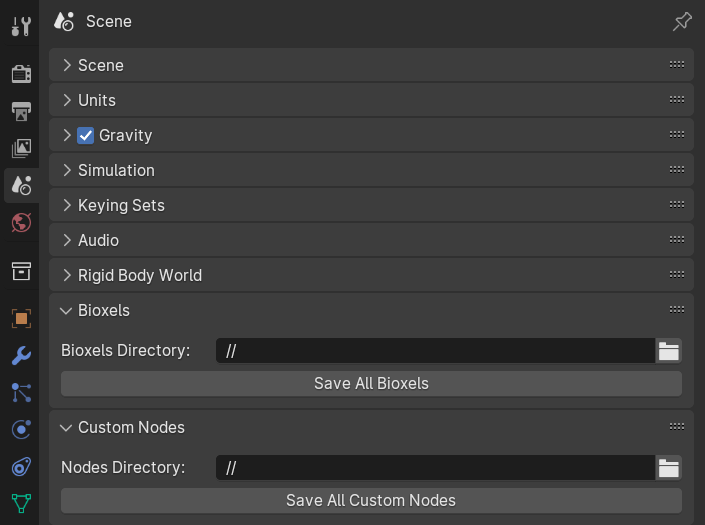 Scene
Scene
Units
Gravity
Simulation
Keying Sets
Audio
Rigid Body World
Bioxels
Bioxels Directory: //
Save All Bioxels
Custom Nodes
Nodes Directory: //
Save All Custom Nodes